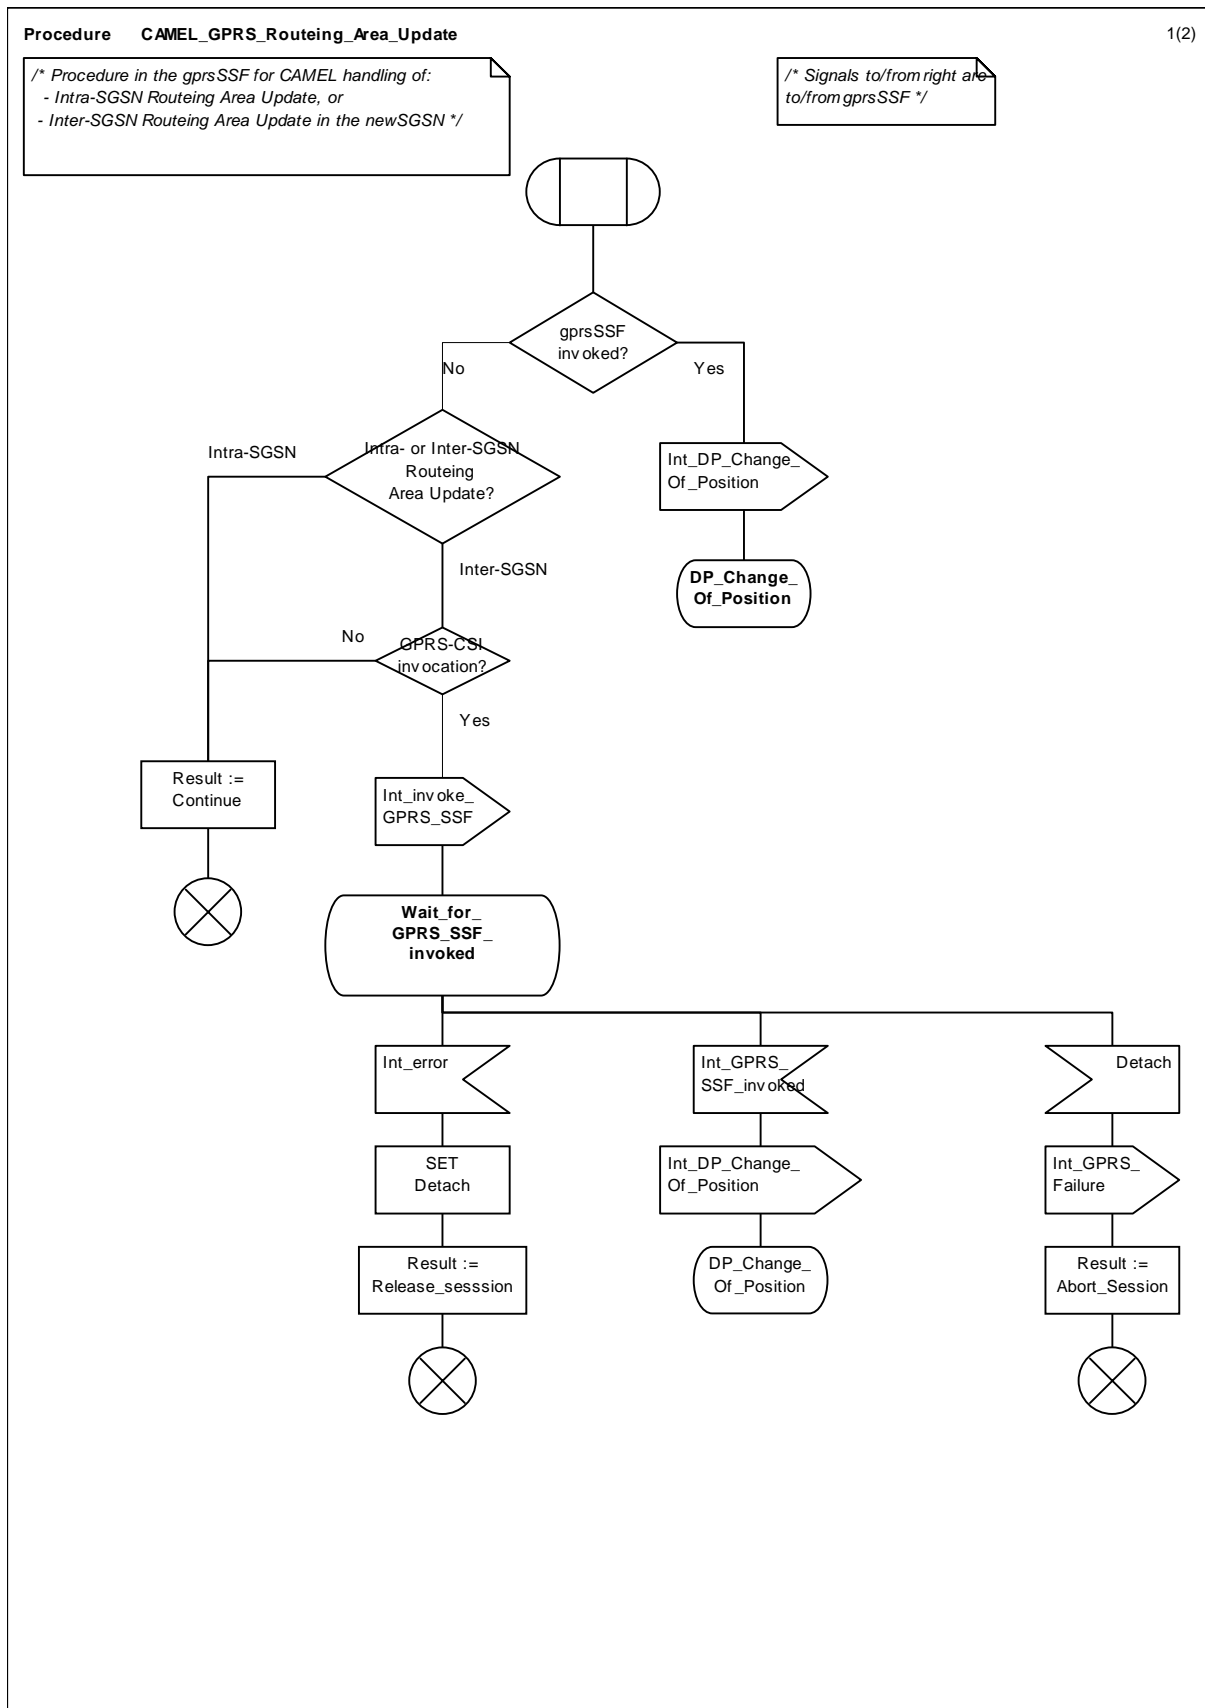 Procedure CAMEL_GPRS_Routeing_Area_Update
1(2)
/* Procedure in the gprsSSF for CAMEL handling of:
- Intra-SGSN Routeing Area Update, or
- Inter-SGSN Routeing Area Update in the newSGSN */
/* Signals to/from right are
to/from gprsSSF */
gprsSSF
invoked?
No
Yes
Intra-SGSN
Intra- or Inter-SGSN
Routeing
Area Update?
Int_DP_Change_
Of_Position
Inter-SGSN
DP_Change_
Of_Position
No
GPRS-CSI
invocation?
Yes
Result :=
Continue
Int_invoke_
GPRS_SSF
Wait_for_
GPRS_SSF_
invoked
Int_error
Int_GPRS_
SSF_invoked
Detach
SET
Detach
Int_DP_Change_
Of_Position
Int_GPRS_
Failure
Result :=
Release_sesssion
DP_Change_
Of_Position
Result :=
Abort_Session